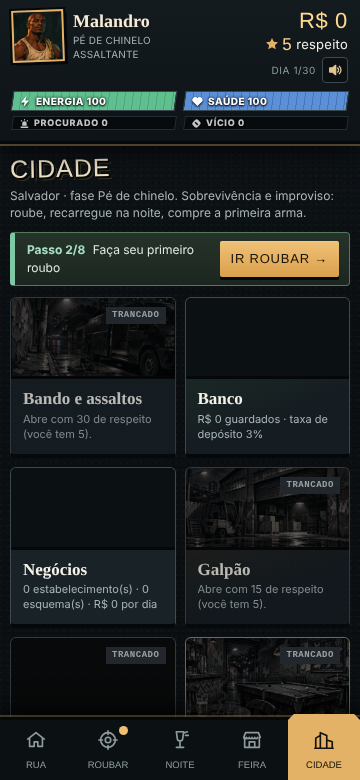 Malandro
PÉ DE CHINELO
ASSALTANTE
R$ 0
5 respeito
DIA 1/30
ENERGIA 100
SAÚDE 100
PROCURADO 0
VÍCIO 0
CIDADE
Salvador · fase Pé de chinelo. Sobrevivência e improviso:
roube, recarregue na noite, compre a primeira arma.
Passo 2/8 Faça seu primeiro
roubo
IR ROUBAR →
TRANCADO
Bando e assaltos
Abre com 30 de respeito
(você tem 5).
Banco
R$ 0 guardados · taxa de
depósito 3%
Negócios
0 estabelecimento(s) · 0
esquema(s) · R$ 0 por dia
TRANCADO
Galpão
Abre com 15 de respeito
(você tem 5).
TRANCADO
TRANCADO
RUA
ROUBAR
NOITE
FEIRA
CIDADE